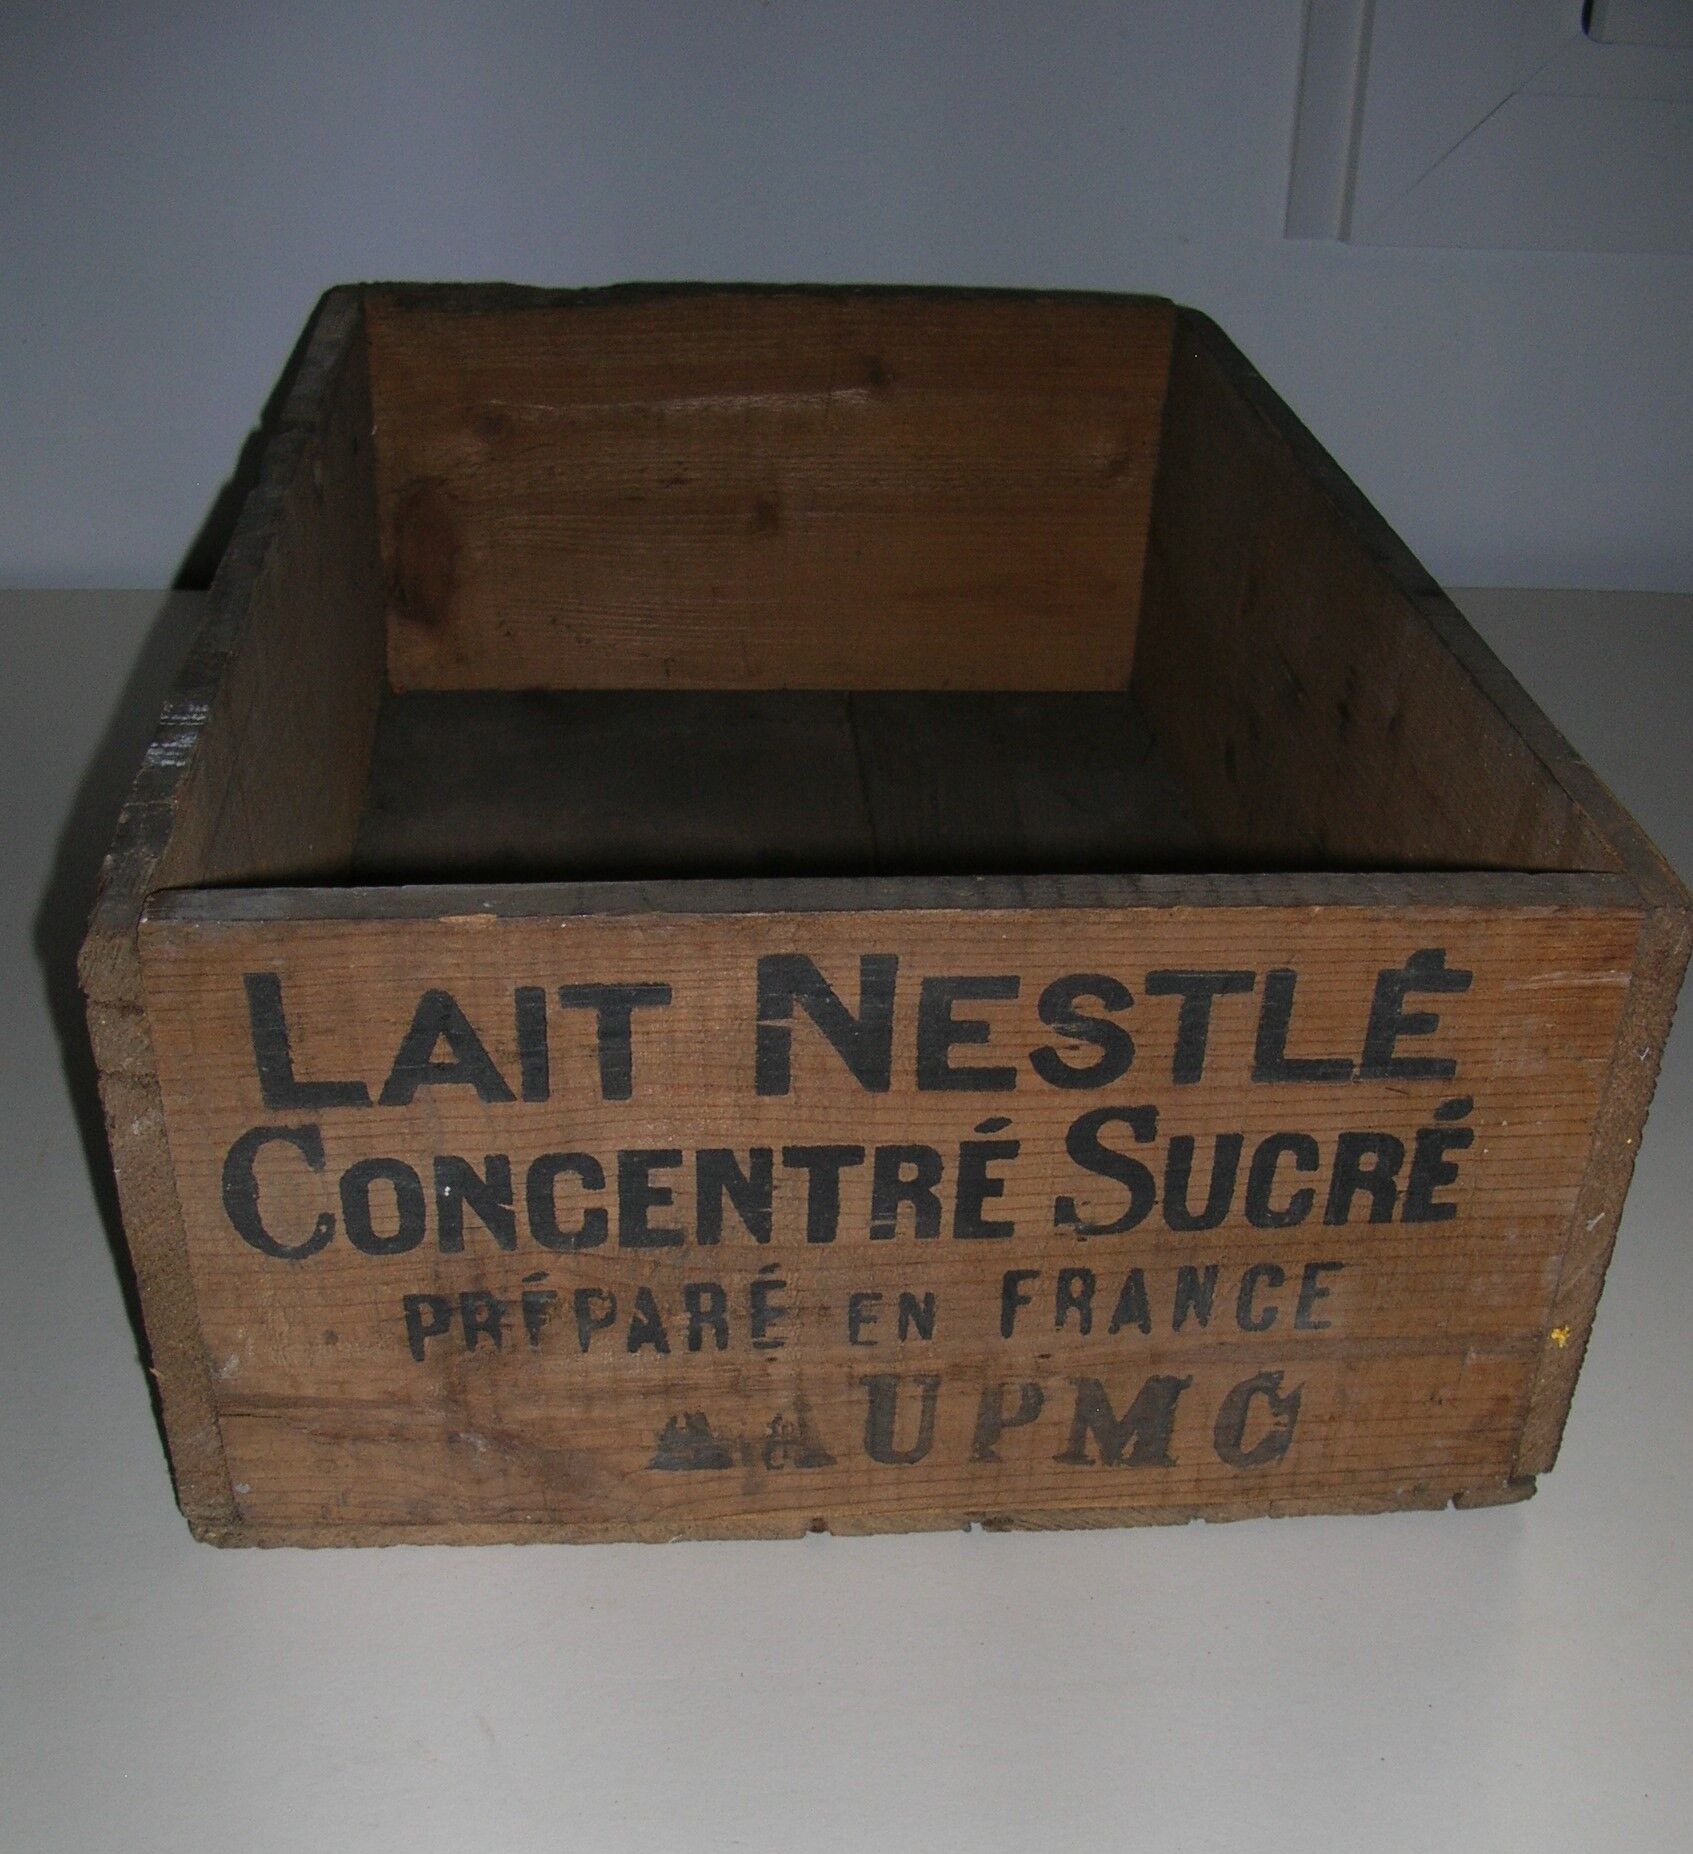 LAIT NESTLÉ
CONCENTRÉ SUCRÉ
PRÉPARÉ EN FRANCE
UPMC